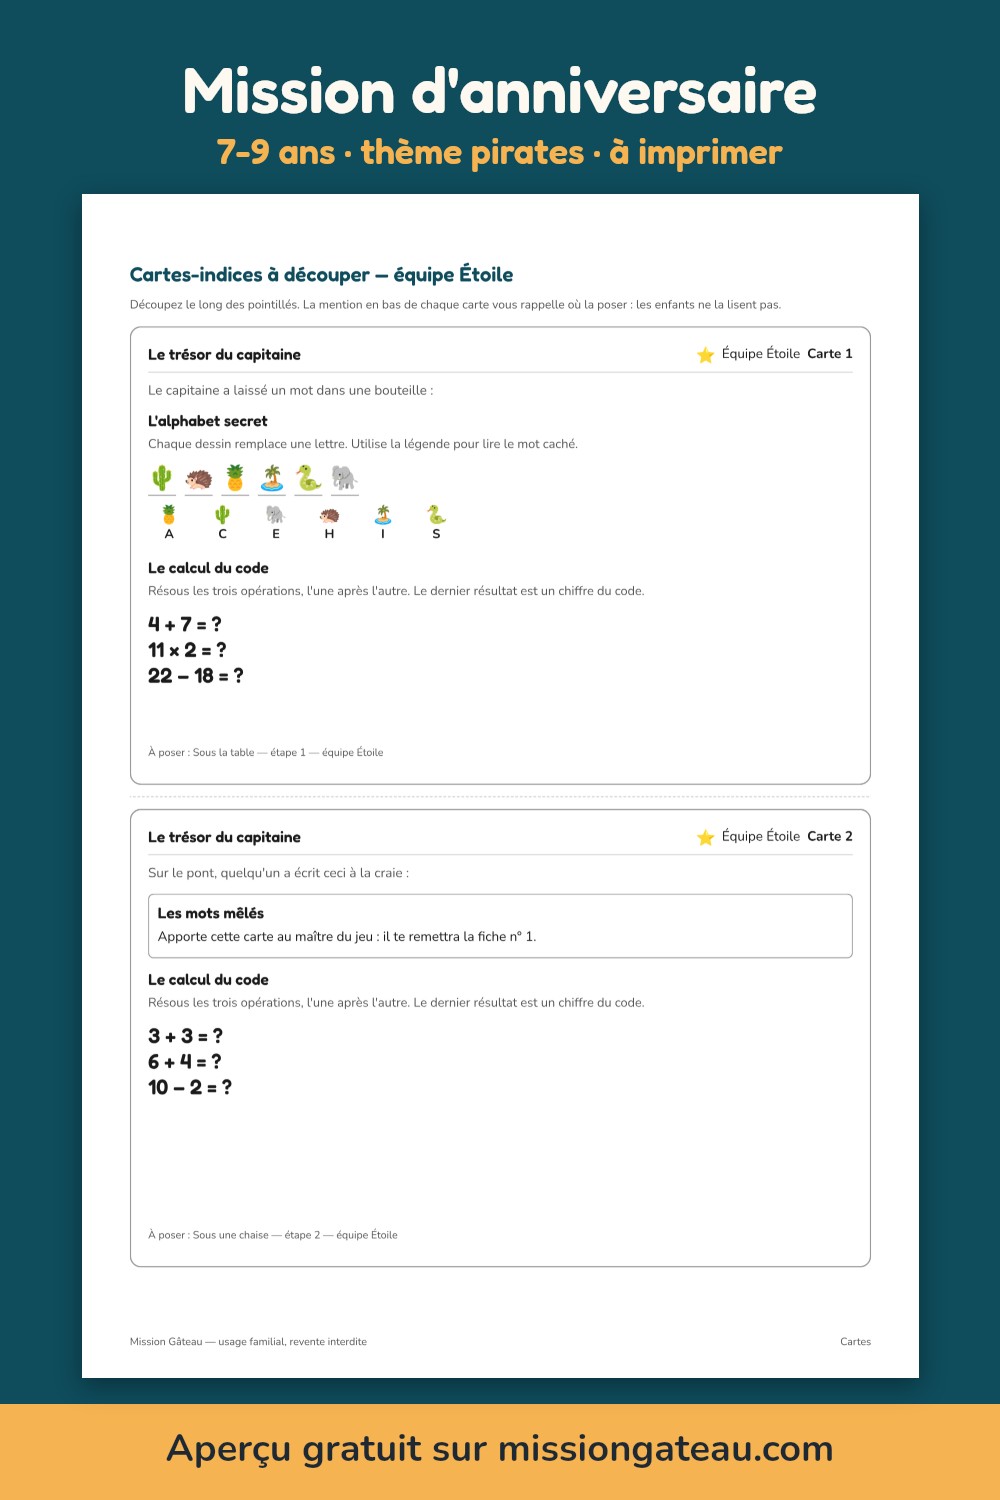 Mission d'anniversaire
7-9 ans · thème pirates · à imprimer
Cartes-indices à découper — équipe Étoile
Découpez le long des pointillés. La mention en bas de chaque carte vous rappelle où la poser : les enfants ne la lisent pas.
Le trésor du capitaine
Équipe Étoile Carte 1
Le capitaine a laissé un mot dans une bouteille :
L'alphabet secret
Chaque dessin remplace une lettre. Utilise la légende pour lire le mot caché.
A C E H I S
Le calcul du code
Résous les trois opérations, l'une après l'autre. Le dernier résultat est un chiffre du code.
4 + 7 = ?
11 × 2 = ?
22 – 18 = ?
À poser : Sous la table — étape 1 — équipe Étoile
Le trésor du capitaine
Équipe Étoile Carte 2
Sur le pont, quelqu'un a écrit ceci à la craie :
Les mots mêlés
Apporte cette carte au maître du jeu : il te remettra la fiche n° 1.
Le calcul du code
Résous les trois opérations, l'une après l'autre. Le dernier résultat est un chiffre du code.
3 + 3 = ?
6 + 4 = ?
10 – 2 = ?
À poser : Sous une chaise — étape 2 — équipe Étoile
Mission Gâteau — usage familial, revente interdite
Cartes
Aperçu gratuit sur missiongateau.com